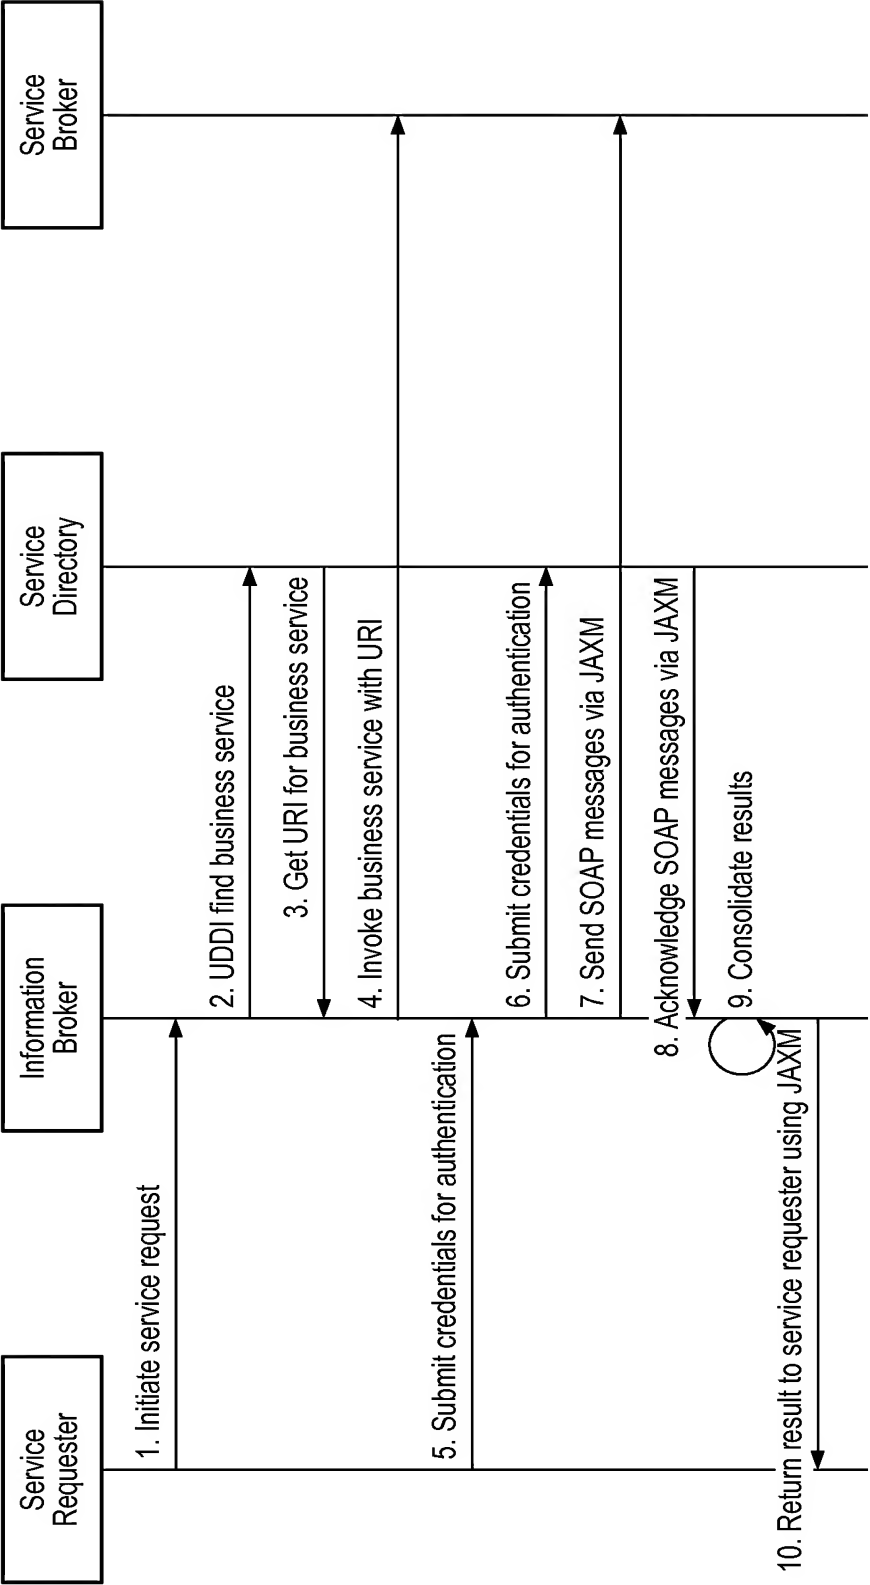 Service
Requester
Information
Broker
Service
Directory
Service
Broker
1. Initiate service request
2. UDDI find business service
3. Get URI for business service
4. Invoke business service with URI
5. Submit credentials for authentication
6. Submit credentials for authentication
7. Send SOAP messages via JAXM
8. Acknowledge SOAP messages via JAXM
9. Consolidate results
10. Return result to service requester using JAXM